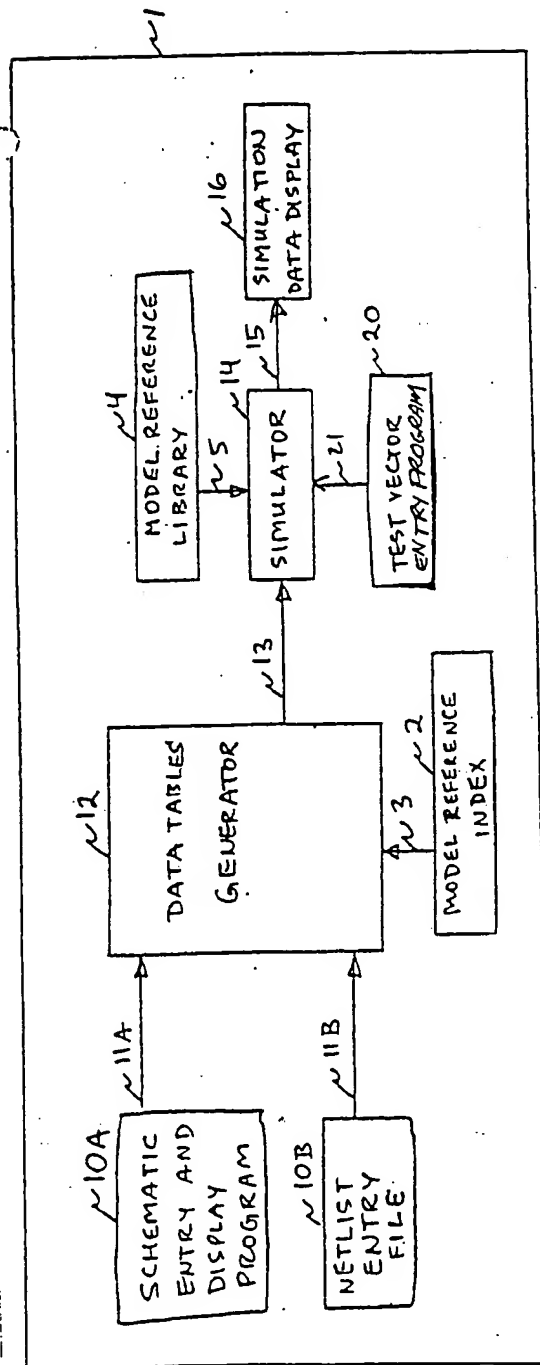 1
10A
SCHEMATIC
ENTRY AND
DISPLAY
PROGRAM
11A
10B
NETLIST
ENTRY
FILE
11B
12
DATA TABLES
GENERATOR
3
2
MODEL REFERENCE
INDEX
13
4
MODEL REFERENCE
LIBRARY
5
14
SIMULATOR
15
16
SIMULATION
DATA DISPLAY
21
20
TEST VECTOR
ENTRY PROGRAM